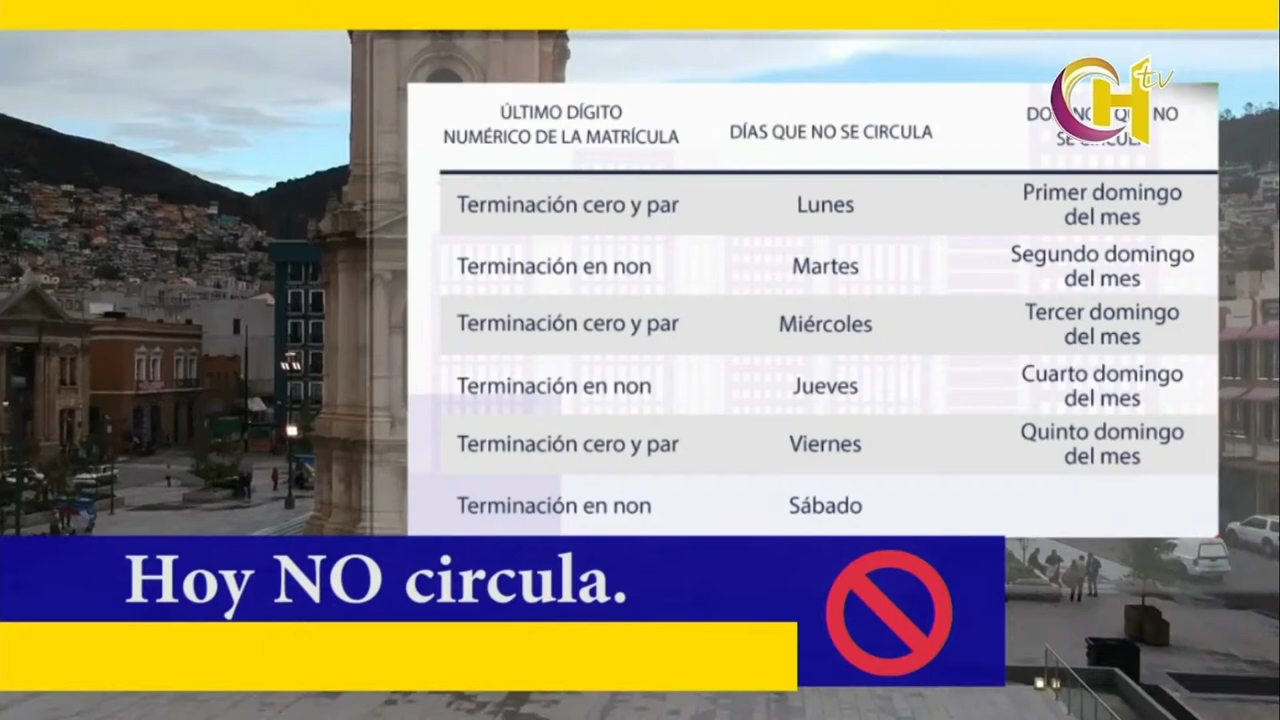 ÚLTIMO DÍGITO
NUMÉRICO DE LA MATRÍCULA
DÍAS QUE NO SE CIRCULA
NO
SE
CH tv
Terminación cero y par
Lunes
Primer domingo
del mes
Terminación en non
Martes
Segundo domingo
del mes
Terminación cero y par
Miércoles
Tercer domingo
del mes
Terminación en non
Jueves
Cuarto domingo
del mes
Terminación cero y par
Viernes
Quinto domingo
del mes
Terminación en non
Sábado
Hoy NO circula.